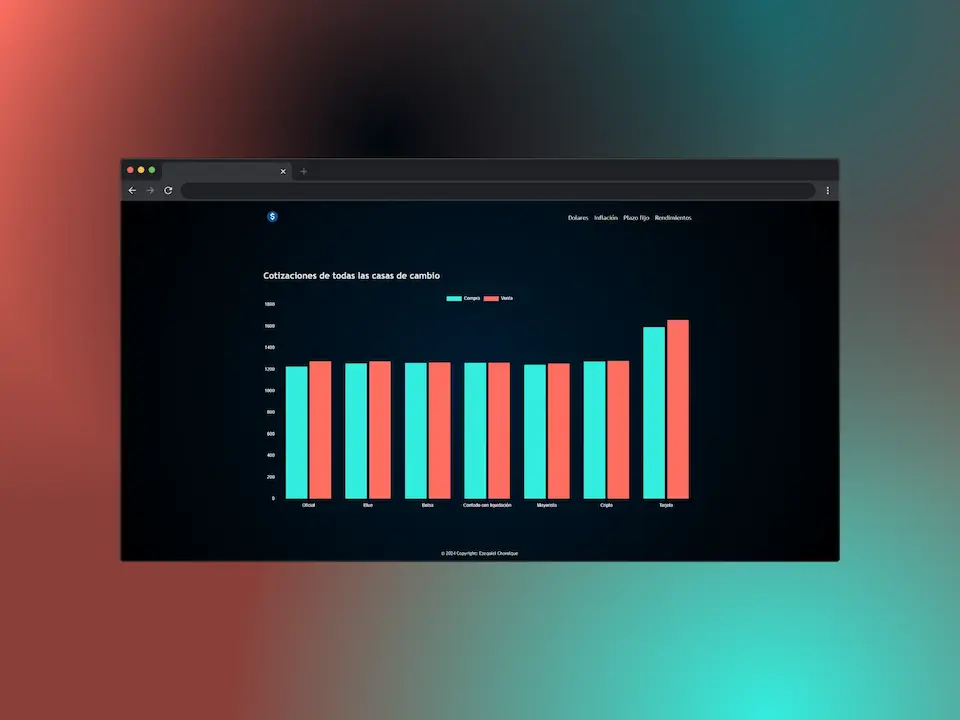 $
Dolares Inflación Plazo fijo Rendimientos
Cotizaciones de todas las casas de cambio
Compra Venta
1800
1600
1400
1200
1000
800
600
400
200
0
Oficial Blue Bolsa Contado con liquidación Mayorista Cripto Tarjeta
© 2024 Copyright: Ezequiel